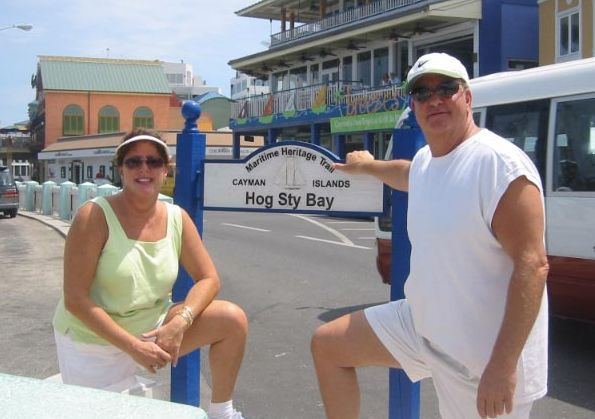 Maritime Heritage Trail
CAYMAN ISLANDS
Hog Sty Bay